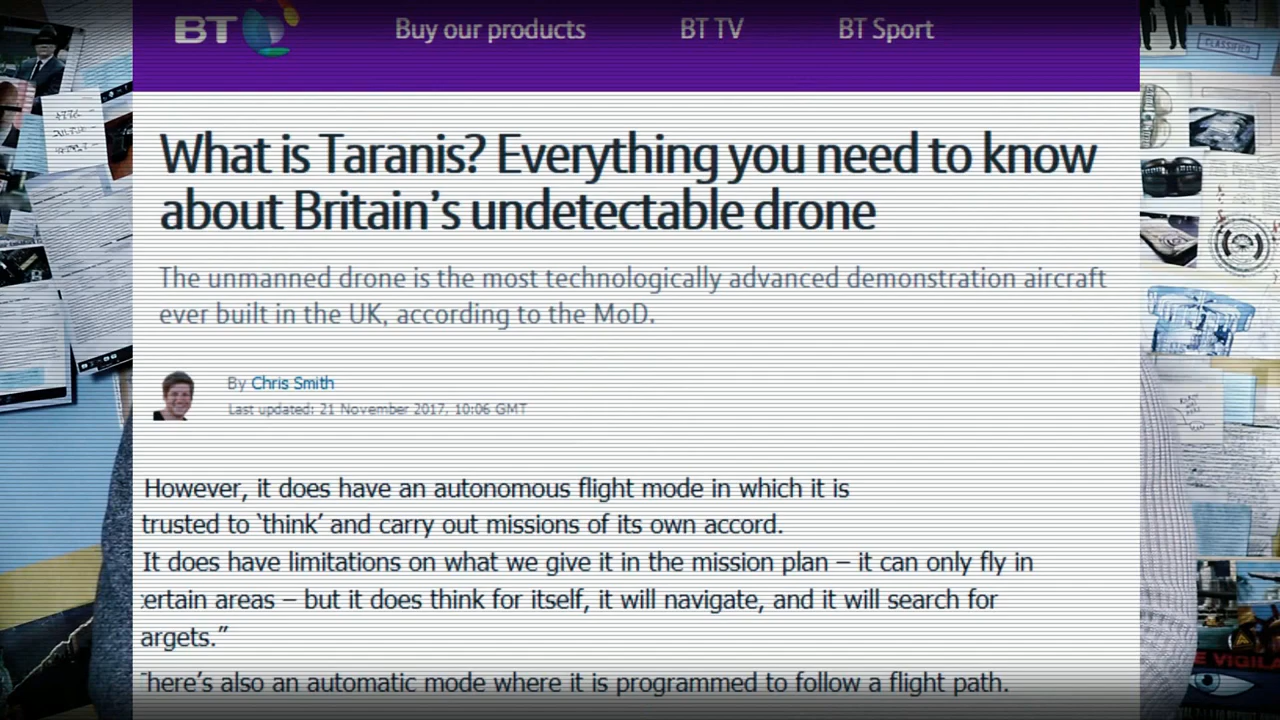 BT
Buy our products
BT TV
BT Sport
CLASSIFIED
What is Taranis? Everything you need to know
about Britain's undetectable drone
The unmanned drone is the most technologically advanced demonstration aircraft
ever built in the UK, according to the MoD.
By Chris Smith
Last updated: 21 November 2017, 10:06 GMT
However, it does have an autonomous flight mode in which it is
trusted to ‘think’ and carry out missions of its own accord.
It does have limitations on what we give it in the mission plan – it can only fly in
ertain areas – but it does think for itself, it will navigate, and it will search for
argets.”
here’s also an automatic mode where it is programmed to follow a flight path.
E VIGILA